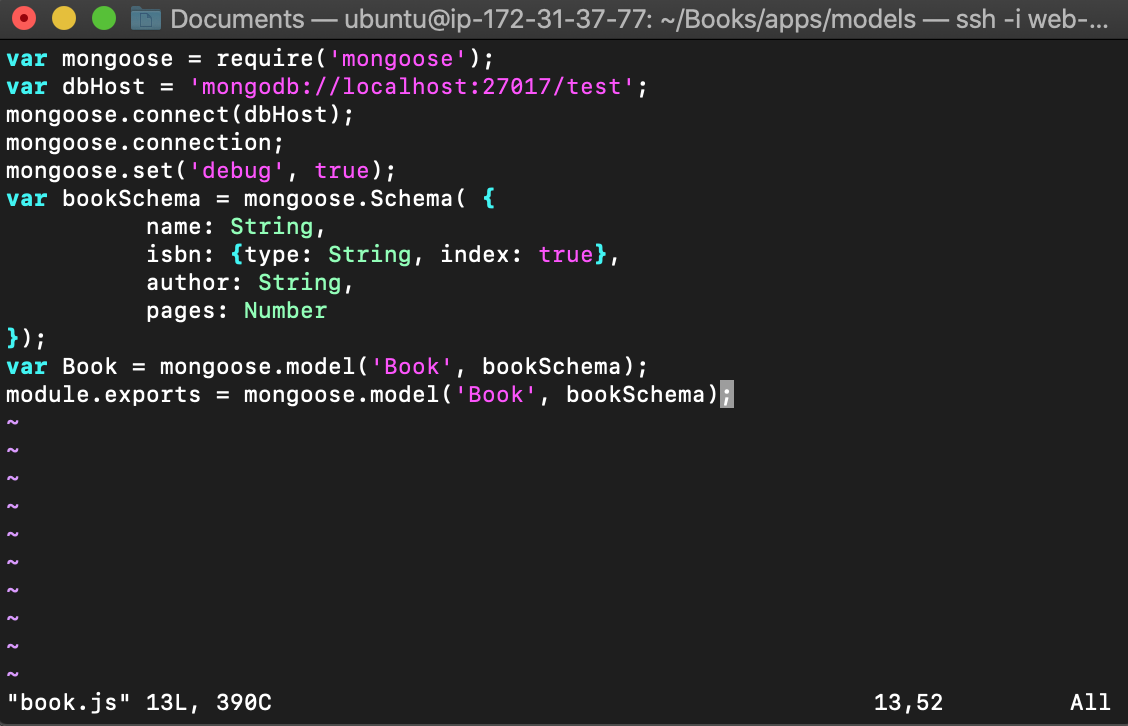 Documents — ubuntu@ip-172-31-37-77: ~/Books/apps/models — ssh -i web-...
var mongoose = require('mongoose');
var dbHost = 'mongodb://localhost:27017/test';
mongoose.connect(dbHost);
mongoose.connection;
mongoose.set('debug', true);
var bookSchema = mongoose.Schema( {
          name: String,
          isbn: {type: String, index: true},
          author: String,
          pages: Number
});
var Book = mongoose.model('Book', bookSchema);
module.exports = mongoose.model('Book', bookSchema);
~
~
~
~
~
~
~
~
~
~
"book.js" 13L, 390C 13,52 All